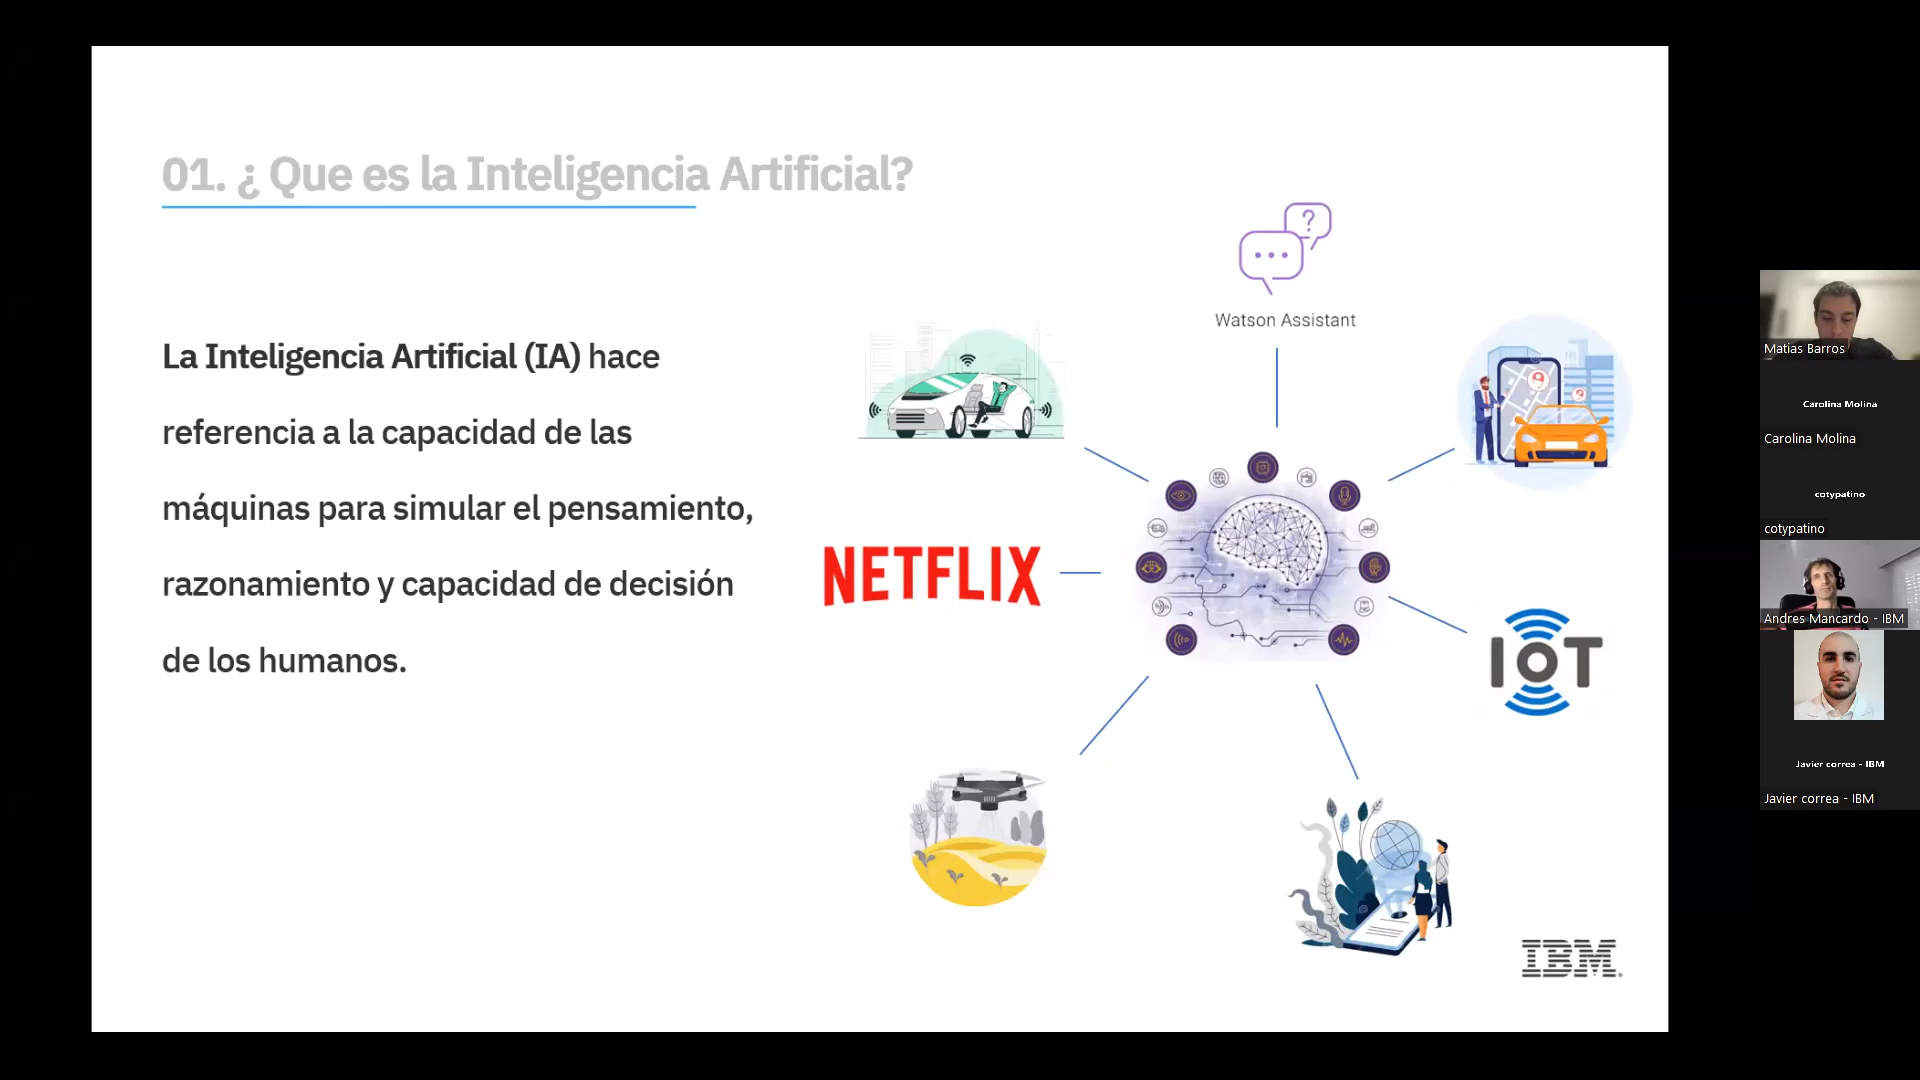 01. ¿ Que es la Inteligencia Artificial?
La Inteligencia Artificial (IA) hace
referencia a la capacidad de las
máquinas para simular el pensamiento,
razonamiento y capacidad de decisión
de los humanos.
?
Watson Assistant
NETFLIX
IOT
IBM
Matias Barros
Carolina Molina
Carolina Molina
cotypatino
cotypatino
Andres Mancardo - IBM
Javier correa - IBM
Javier correa - IBM